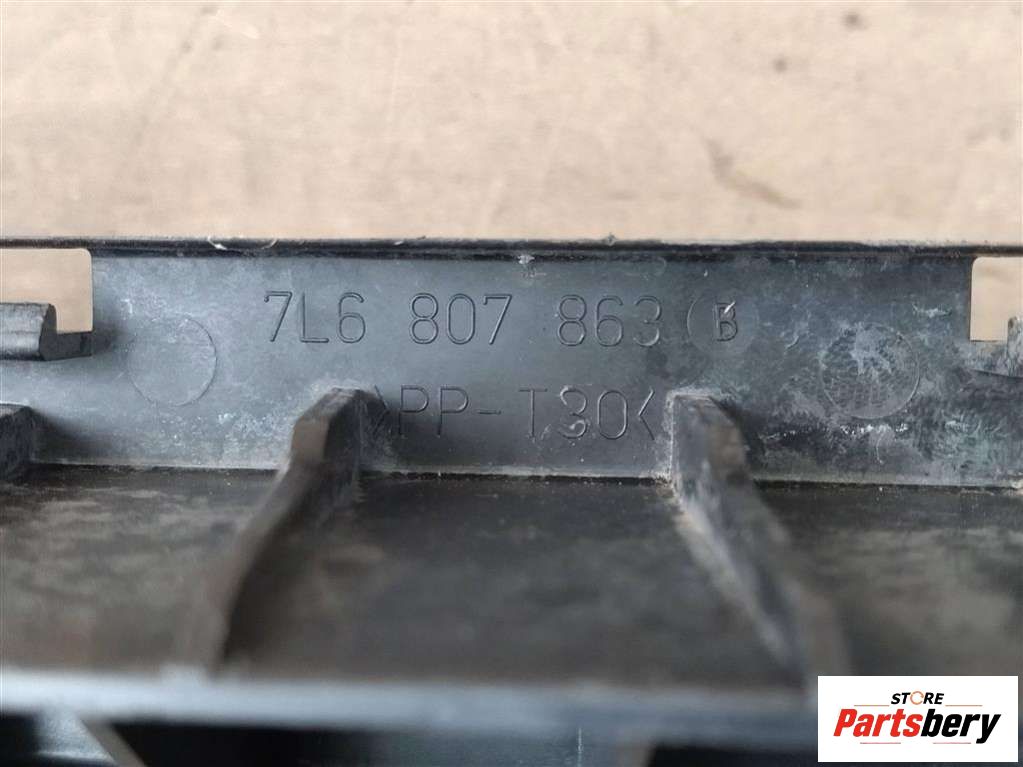 7L6 807 863 B
>PP-T30<
STORE
Partsbery